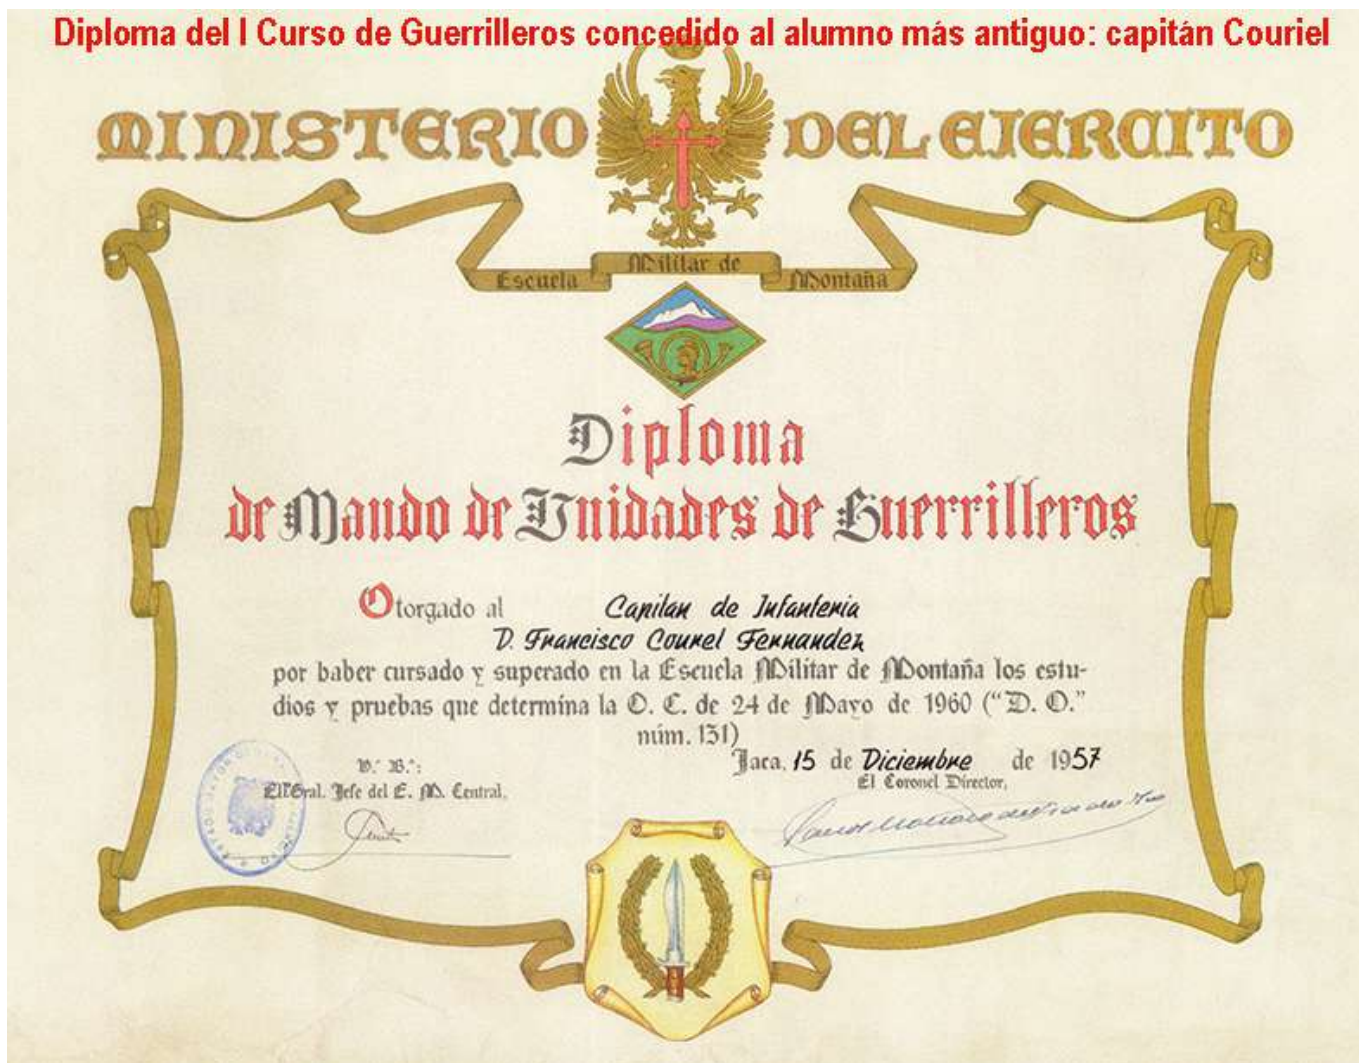 Diploma del I Curso de Guerrilleros concedido al alumno más antiguo: capitán Couriel
MINISTERIO DEL EJERCITO
Escuela Militar de Montaña
Diploma
de Mando de Unidades de Guerrilleros
Otorgado al Capitan de Infanteria
D. Francisco Couriel Fernandez
por haber cursado y superado en la Escuela Militar de Montaña los estu-
dios y pruebas que determina la O. C. de 24 de Mayo de 1960 ("D. O."
núm. 131)
Jaca, 15 de Diciembre de 1957
V.º B.º:
El Gral. Jefe del E. M. Central,
El Coronel Director,